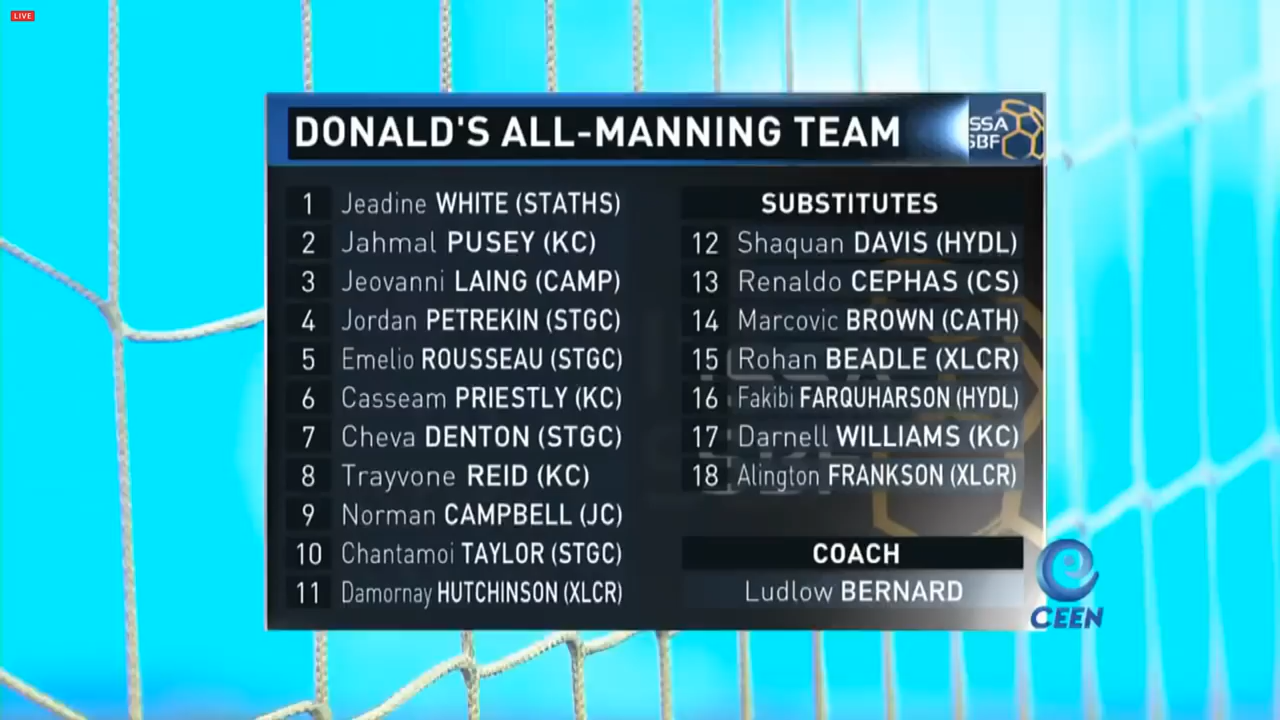 LIVE
DONALD'S ALL-MANNING TEAM
SSA
SBF
1 Jeadine WHITE (STATHS)
2 Jahmal PUSEY (KC)
3 Jeovanni LAING (CAMP)
4 Jordan PETREKIN (STGC)
5 Emelio ROUSSEAU (STGC)
6 Casseam PRIESTLY (KC)
7 Cheva DENTON (STGC)
8 Trayvone REID (KC)
9 Norman CAMPBELL (JC)
10 Chantamoi TAYLOR (STGC)
11 Damornay HUTCHINSON (XLCR)
SUBSTITUTES
12 Shaquan DAVIS (HYDL)
13 Renaldo CEPHAS (CS)
14 Marcovic BROWN (CATH)
15 Rohan BEADLE (XLCR)
16 Fakibi FARQUHARSON (HYDL)
17 Darnell WILLIAMS (KC)
18 Alington FRANKSON (XLCR)
COACH
Ludlow BERNARD
CEEN